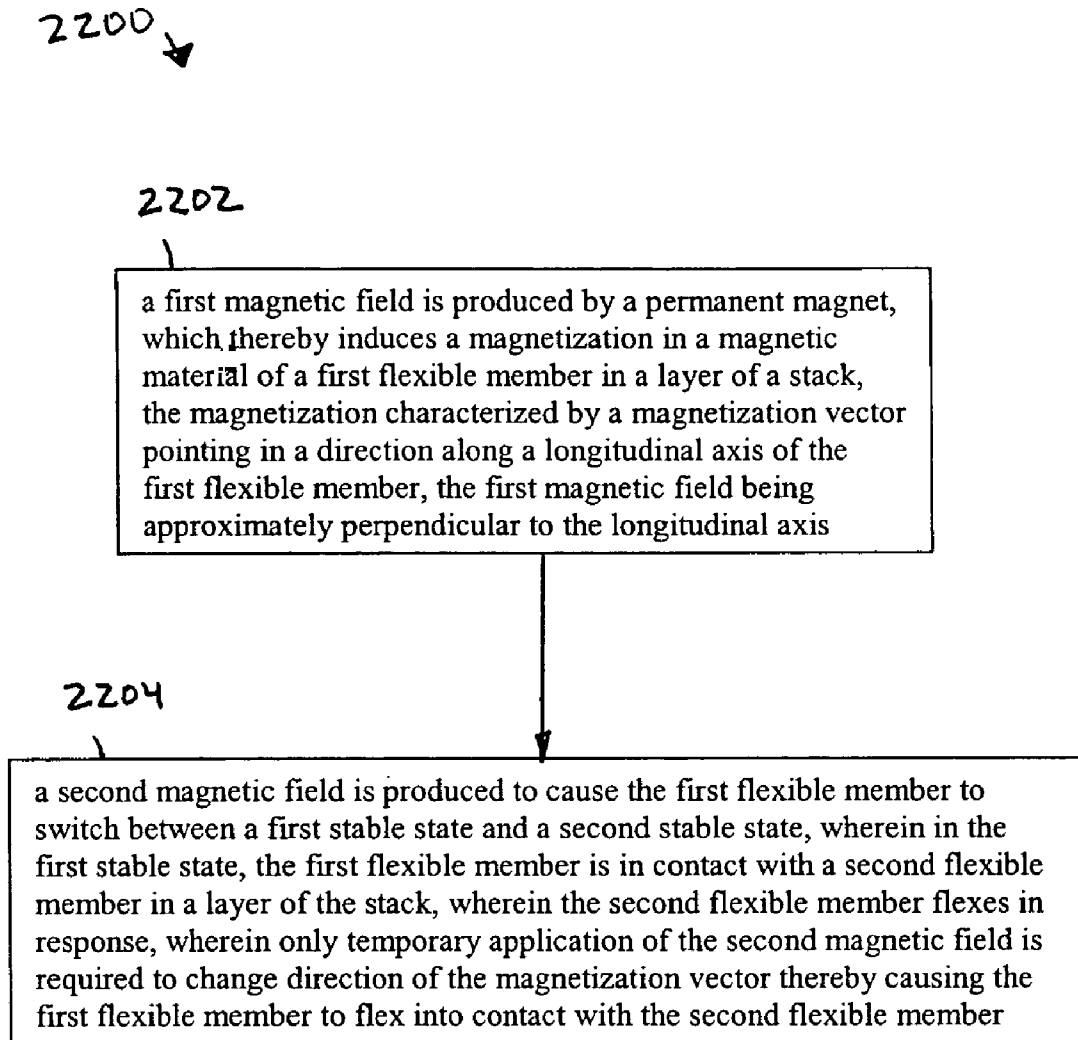 2200
2202
a first magnetic field is produced by a permanent magnet,
which thereby induces a magnetization in a magnetic
material of a first flexible member in a layer of a stack,
the magnetization characterized by a magnetization vector
pointing in a direction along a longitudinal axis of the
first flexible member, the first magnetic field being
approximately perpendicular to the longitudinal axis
2204
a second magnetic field is produced to cause the first flexible member to
switch between a first stable state and a second stable state, wherein in the
first stable state, the first flexible member is in contact with a second flexible
member in a layer of the stack, wherein the second flexible member flexes in
response, wherein only temporary application of the second magnetic field is
required to change direction of the magnetization vector thereby causing the
first flexible member to flex into contact with the second flexible member